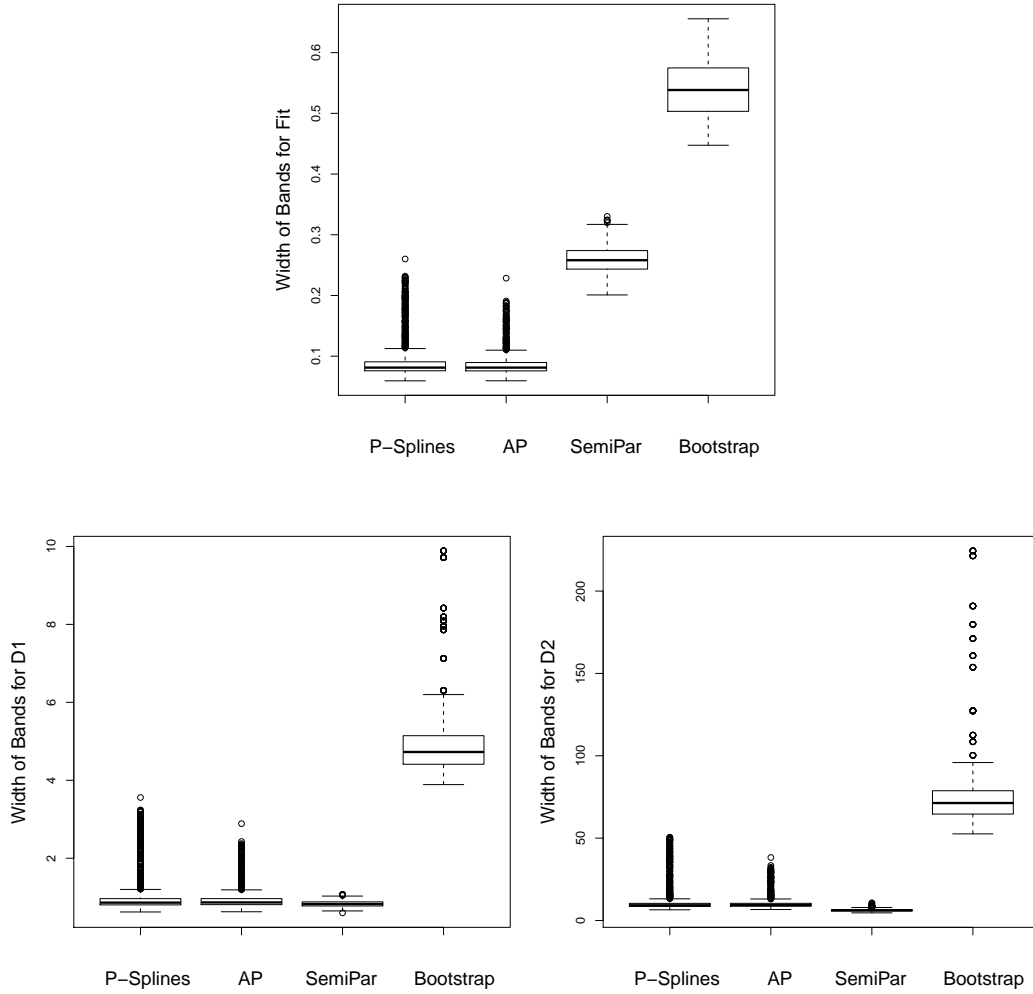 Width of Bands for Fit
0.6
0.5
0.4
0.3
0.2
0.1
P−Splines AP SemiPar Bootstrap
Width of Bands for D1
10
8
6
4
2
P−Splines AP SemiPar Bootstrap
Width of Bands for D2
200
150
100
50
0
P−Splines AP SemiPar Bootstrap